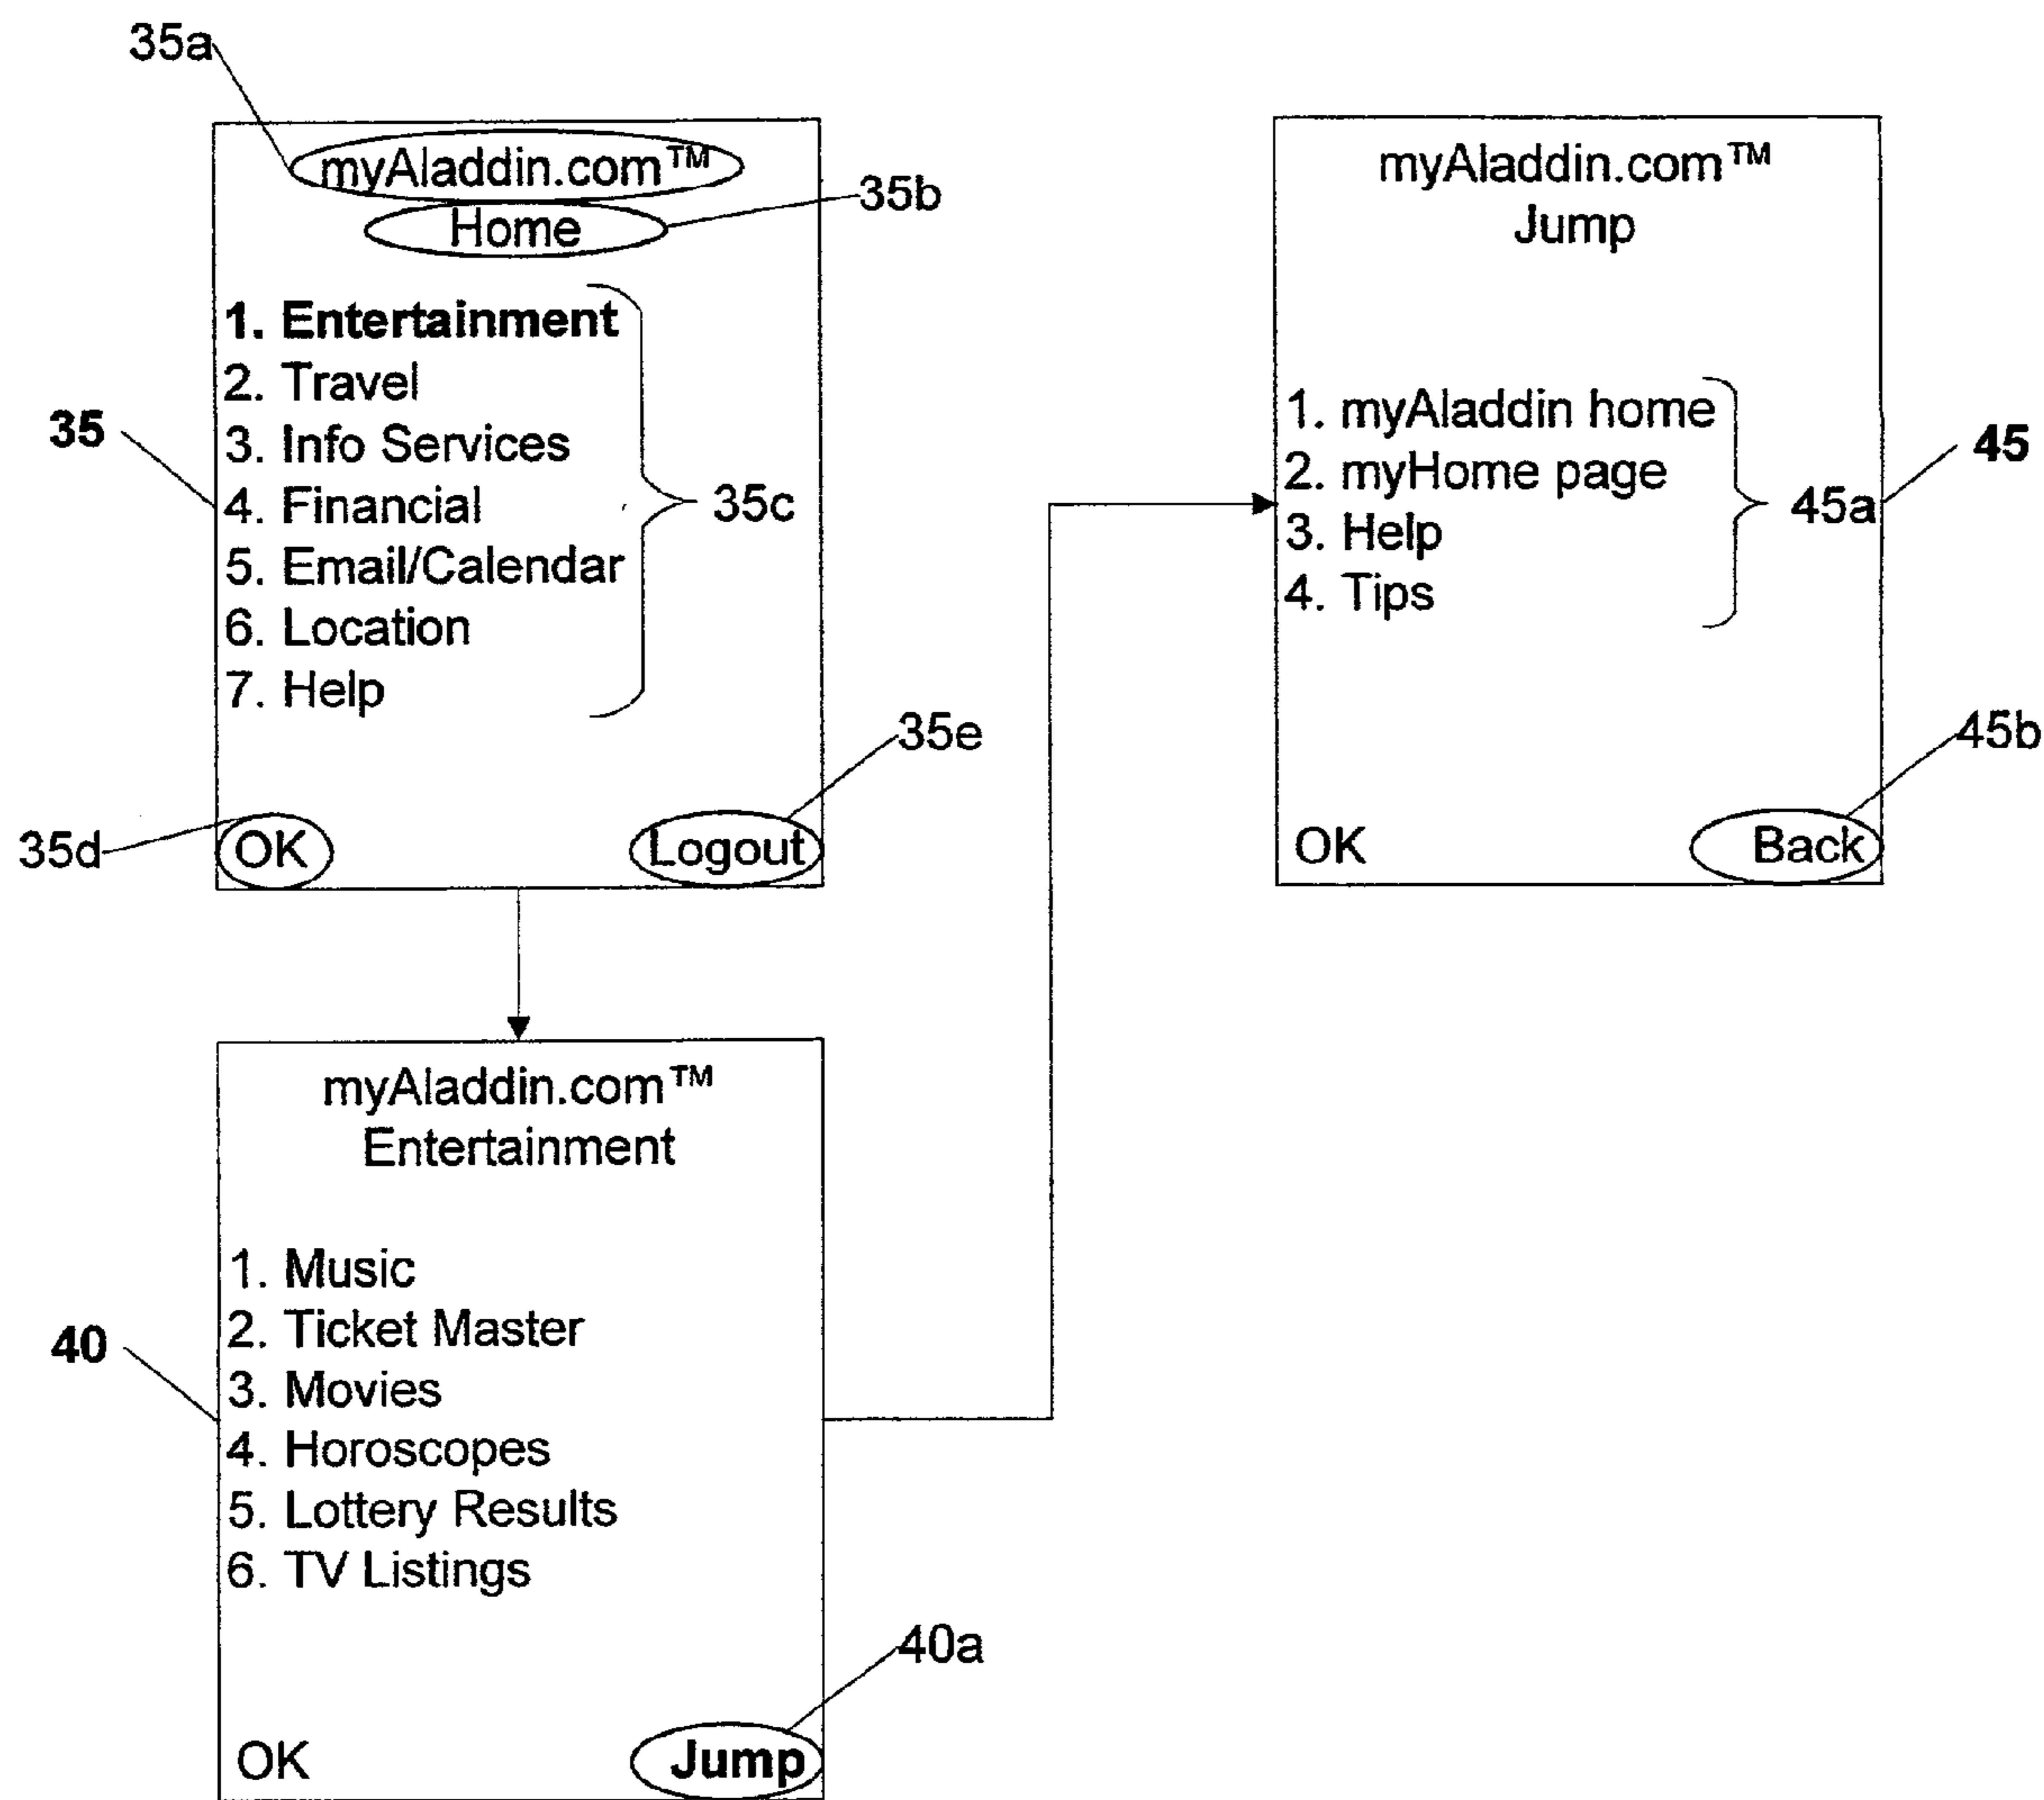 35a
myAladdin.com™
35b
Home
1. Entertainment
2. Travel
35
3. Info Services
4. Financial
35c
5. Email/Calendar
6. Location
7. Help
35e
35d
OK
Logout
myAladdin.com™
Jump
1. myAladdin home
45
2. myHome page
45a
3. Help
4. Tips
45b
OK
Back
myAladdin.com™
Entertainment
1. Music
2. Ticket Master
40
3. Movies
4. Horoscopes
5. Lottery Results
6. TV Listings
40a
OK
Jump